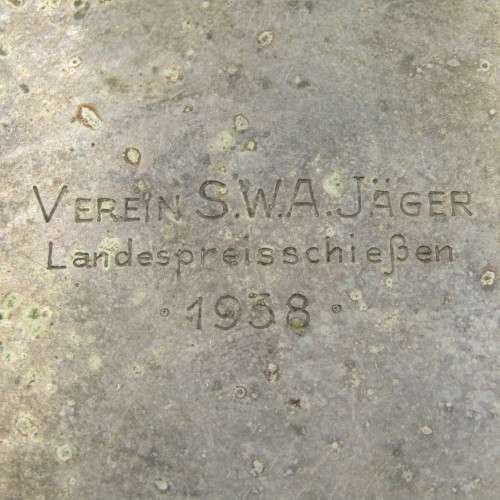 VEREIN S.W.A. JÄGER
Landespreisschießen
· 1938 ·